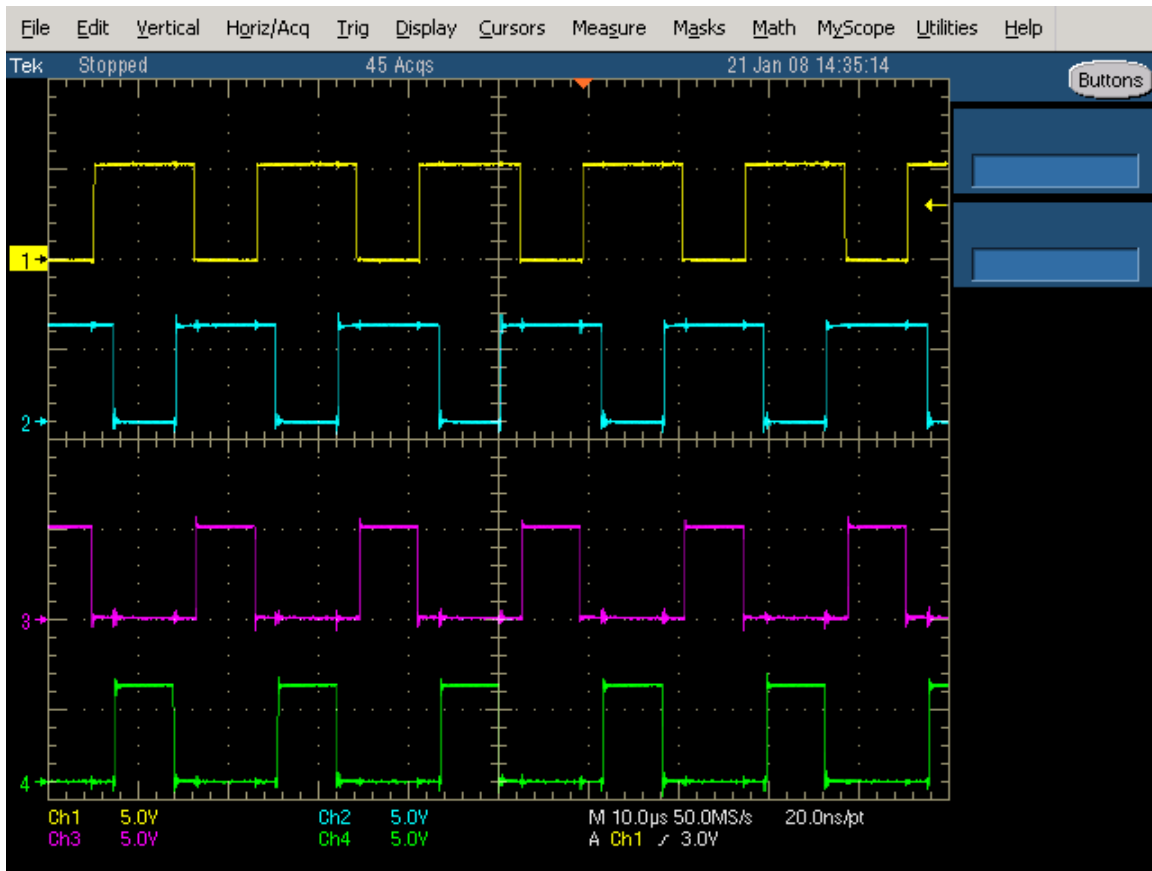 File Edit Vertical Horiz/Acq Trig Display Cursors Measure Masks Math MyScope Utilities Help
Tek Stopped 45 Acqs 21 Jan 08 14:35:14
Buttons
1
2
3
4
Ch1 5.0V Ch2 5.0V M 10.0µs 50.0MS/s 20.0ns/pt
Ch3 5.0V Ch4 5.0V A Ch1 3.0V